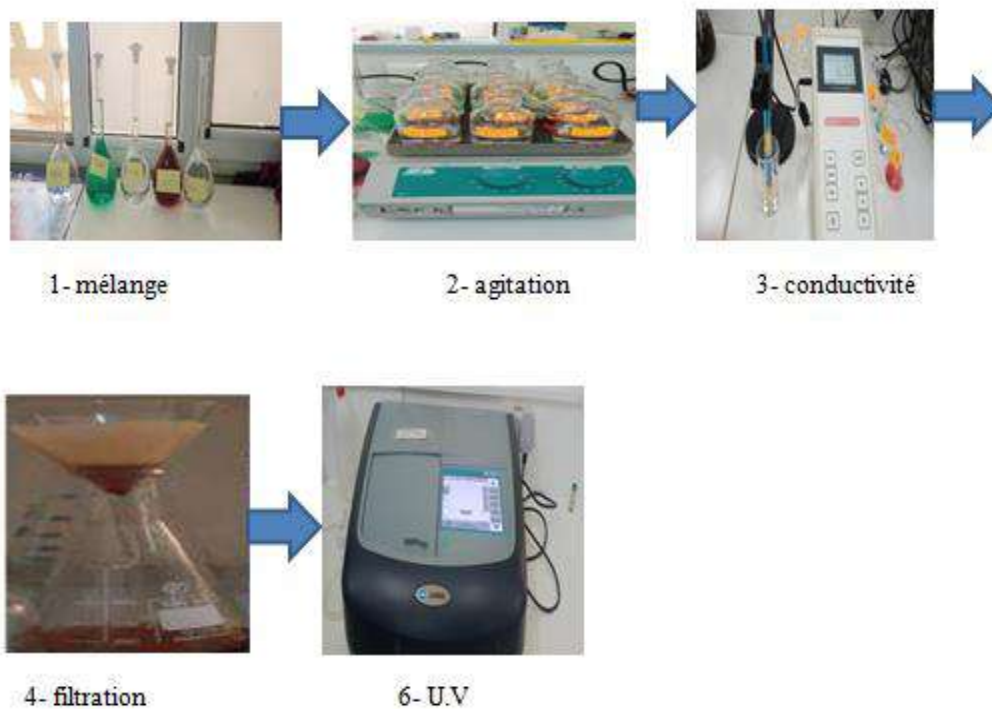 1- mélange
2- agitation
3- conductivité
4- filtration
6- U.V